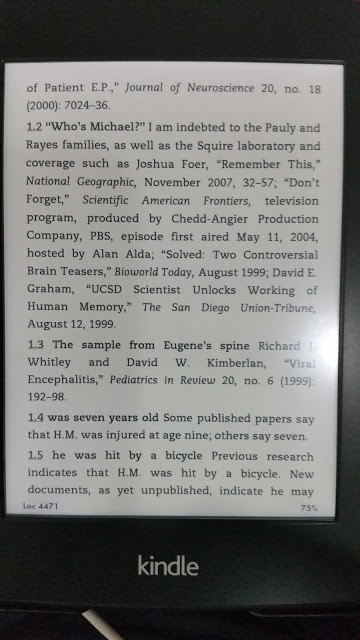 of Patient E.P.,” Journal of Neuroscience 20, no. 18
(2000): 7024–36.
1.2 “Who’s Michael?” I am indebted to the Pauly and
Rayes families, as well as the Squire laboratory and
coverage such as Joshua Foer, “Remember This,”
National Geographic, November 2007, 32–57; “Don’t
Forget,” Scientific American Frontiers, television
program, produced by Chedd-Angier Production
Company, PBS, episode first aired May 11, 2004,
hosted by Alan Alda; “Solved: Two Controversial
Brain Teasers,” Bioworld Today, August 1999; David E.
Graham, “UCSD Scientist Unlocks Working of
Human Memory,” The San Diego Union-Tribune,
August 12, 1999.
1.3 The sample from Eugene’s spine Richard J.
Whitley and David W. Kimberlan, “Viral
Encephalitis,” Pediatrics in Review 20, no. 6 (1999):
192–98.
1.4 was seven years old Some published papers say
that H.M. was injured at age nine; others say seven.
1.5 he was hit by a bicycle Previous research
indicates that H.M. was hit by a bicycle. New
documents, as yet unpublished, indicate he may
Loc 4471 75%
kindle